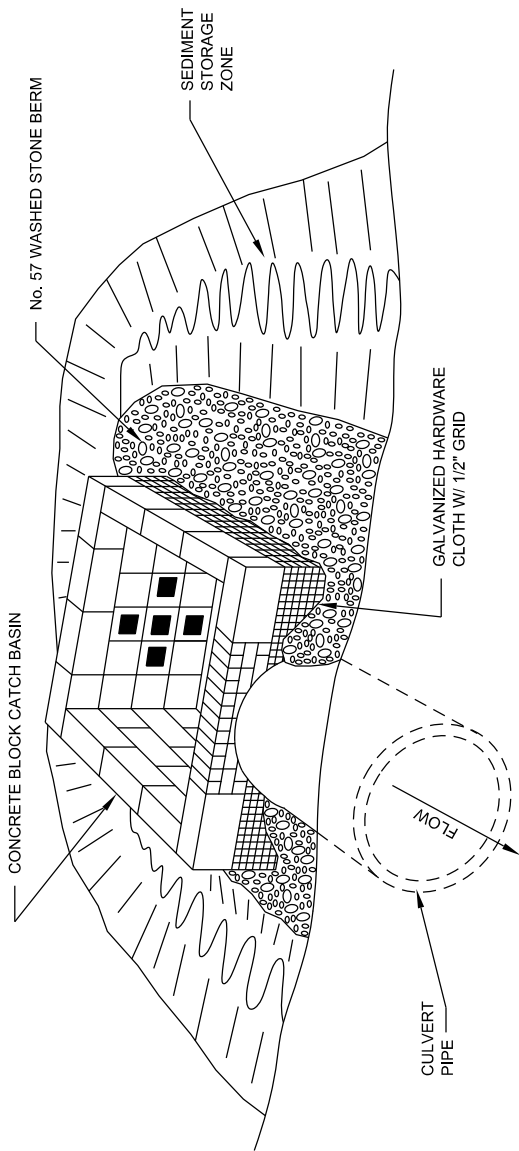 CONCRETE BLOCK CATCH BASIN
No. 57 WASHED STONE BERM
SEDIMENT
STORAGE
ZONE
GALVANIZED HARDWARE
CLOTH W/ 1/2" GRID
FLOW
CULVERT
PIPE